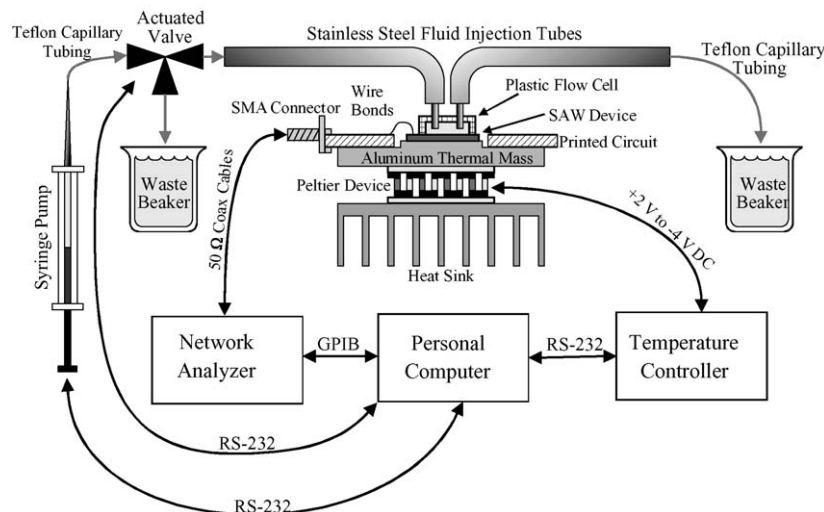 Teflon Capillary
Tubing
Actuated
Valve
Stainless Steel Fluid Injection Tubes
Teflon Capillary
Tubing
Wire
Bonds
Plastic Flow Cell
SMA Connector
SAW Device
Printed Circuit
Aluminum Thermal Mass
Waste
Beaker
Peltier Device
Waste
Beaker
+2 V to -4 V DC
50 Ω Coax Cables
Syringe Pump
Heat Sink
Network
Analyzer
GPIB
Personal
Computer
RS-232
Temperature
Controller
RS-232
RS-232